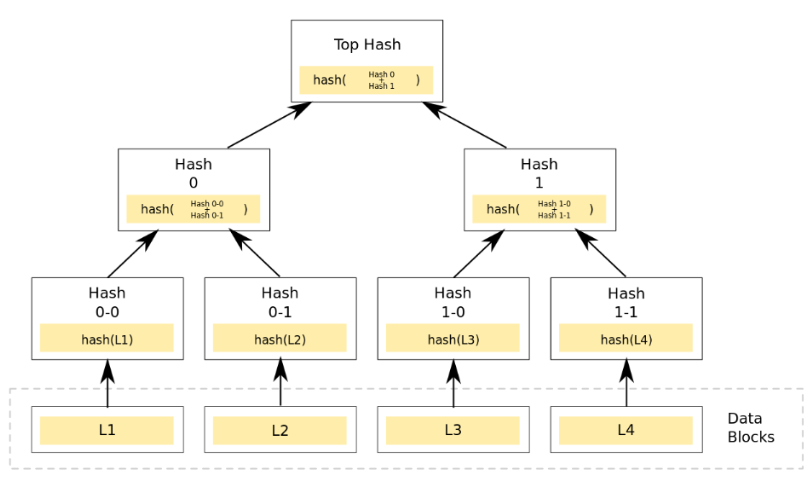 Top Hash
hash( Hash 0 + Hash 1 )
Hash
0
hash( Hash 0-0 + Hash 0-1 )
Hash
1
hash( Hash 1-0 + Hash 1-1 )
Hash
0-0
hash(L1)
Hash
0-1
hash(L2)
Hash
1-0
hash(L3)
Hash
1-1
hash(L4)
L1
L2
L3
L4
Data
Blocks